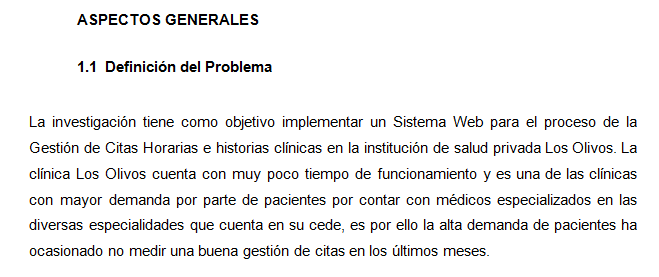 ASPECTOS GENERALES
1.1 Definición del Problema
La investigación tiene como objetivo implementar un Sistema Web para el proceso de la
Gestión de Citas Horarias e historias clínicas en la institución de salud privada Los Olivos. La
clínica Los Olivos cuenta con muy poco tiempo de funcionamiento y es una de las clínicas
con mayor demanda por parte de pacientes por contar con médicos especializados en las
diversas especialidades que cuenta en su cede, es por ello la alta demanda de pacientes ha
ocasionado no medir una buena gestión de citas en los últimos meses.